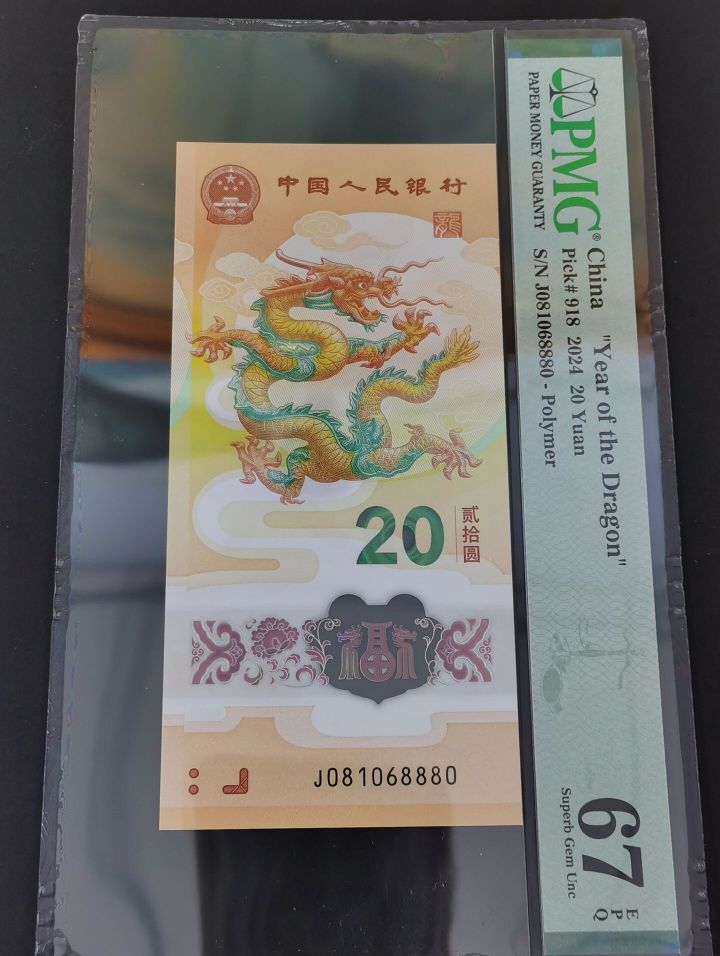 中国人民银行
龍
20
贰拾圆
福
J081068880
PMG®
PAPER MONEY GUARANTY
China "Year of the Dragon"
Pick# 918 2024 20 Yuan
S/N J081068880 - Polymer
67
EPQ
Superb Gem Unc